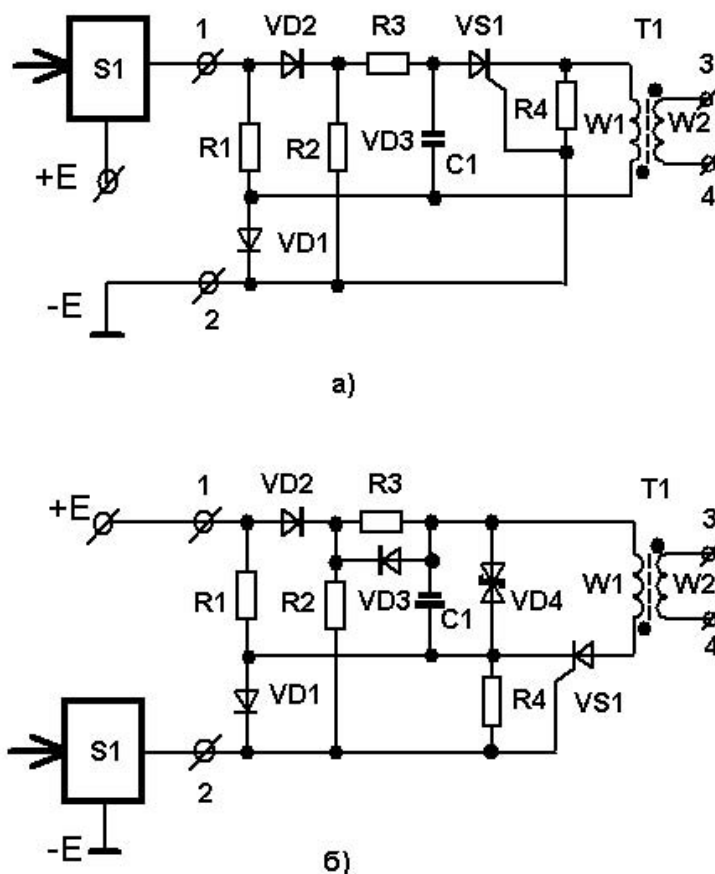 1 VD2 R3 VS1 T1
S1 3
R4
R1 R2 VD3 W1 W2
C1
+E 4
VD1
-E 2
а)
1 VD2 R3 T1
+E 3
R1 R2 VD3 C1 VD4 W1 W2
4
VD1 R4 VS1
S1 2
-E
б)